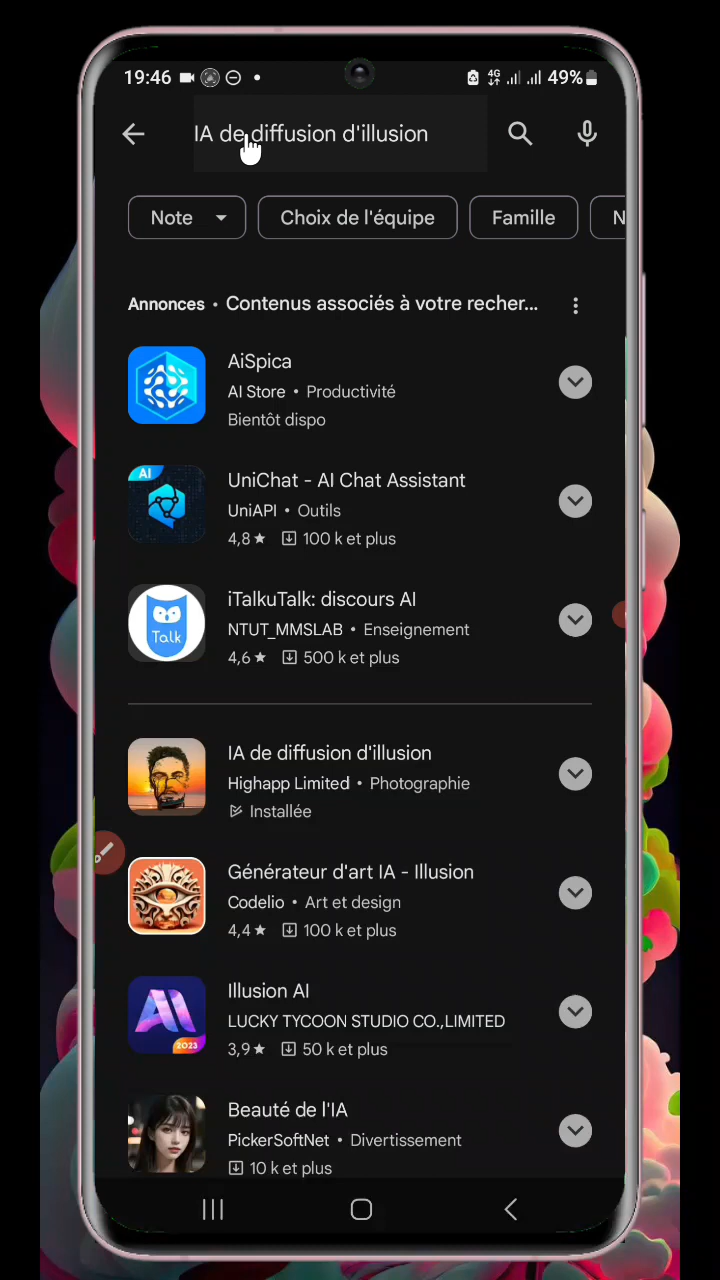 19:46 4G 49%
IA de diffusion d'illusion
Note Choix de l'équipe Famille N
Annonces • Contenus associés à votre recher...
AiSpica
AI Store • Productivité
Bientôt dispo
AI
UniChat - AI Chat Assistant
UniAPI • Outils
4,8★ 100 k et plus
Talk
iTalkuTalk: discours AI
NTUT_MMSLAB • Enseignement
4,6★ 500 k et plus
IA de diffusion d'illusion
Highapp Limited • Photographie
Installée
Générateur d'art IA - Illusion
Codelio • Art et design
4,4★ 100 k et plus
AI
2023
Illusion AI
LUCKY TYCOON STUDIO CO.,LIMITED
3,9★ 50 k et plus
Beauté de l'IA
PickerSoftNet • Divertissement
10 k et plus